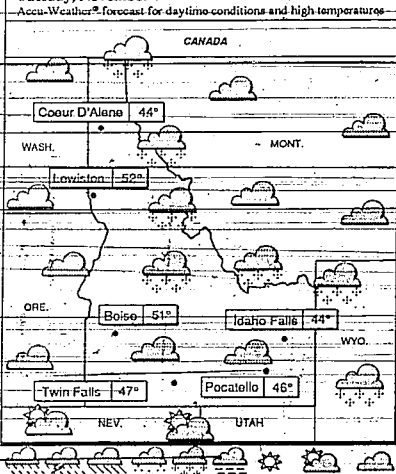 Accu-Weather® forecast for daytime conditions and high temperatures
CANADA
Coeur D'Alene 44°
WASH.
MONT.
Lewiston 52°
ORE.
Boise 51°
Idaho Falls 44°
WYO.
Twin Falls 47°
Pocatello 46°
NEV.
UTAH